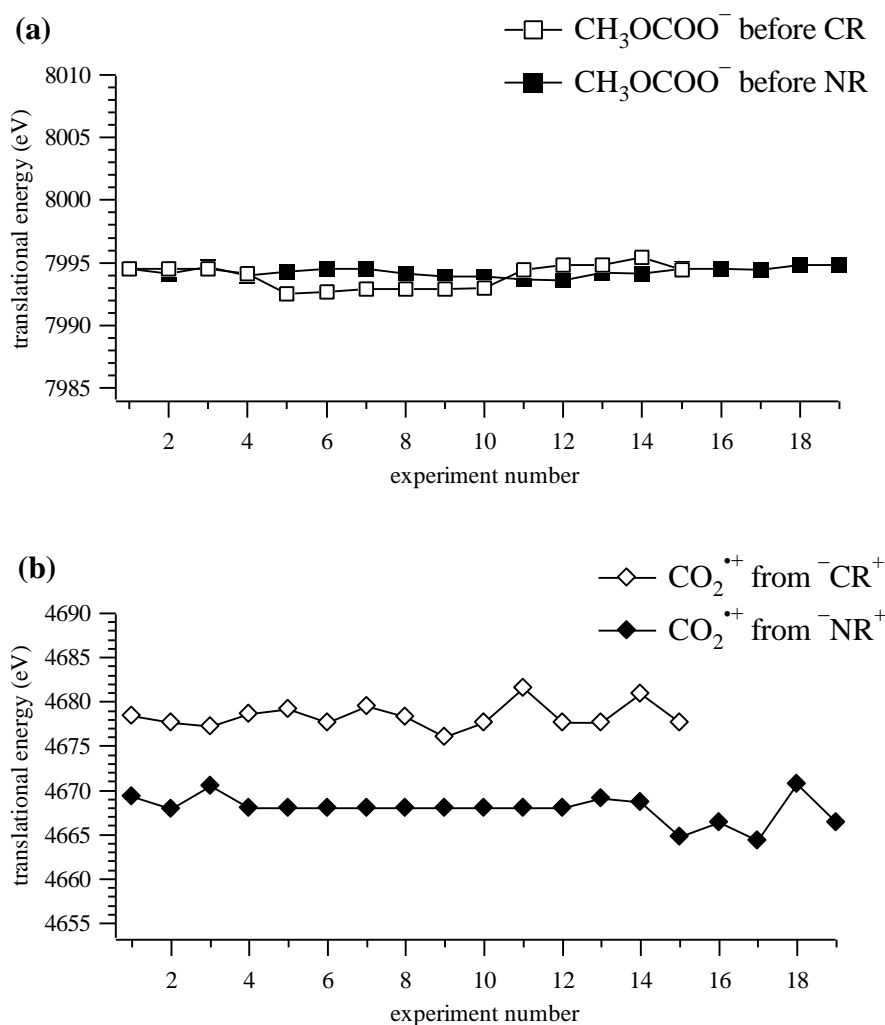 (a)
CH₃OCOO⁻ before CR
CH₃OCOO⁻ before NR
8010
8005
8000
7995
7990
7985
translational energy (eV)
2 4 6 8 10 12 14 16 18
experiment number
(b)
CO₂•⁺ from ⁻CR⁺
CO₂•⁺ from ⁻NR⁺
4690
4685
4680
4675
4670
4665
4660
4655
translational energy (eV)
2 4 6 8 10 12 14 16 18
experiment number